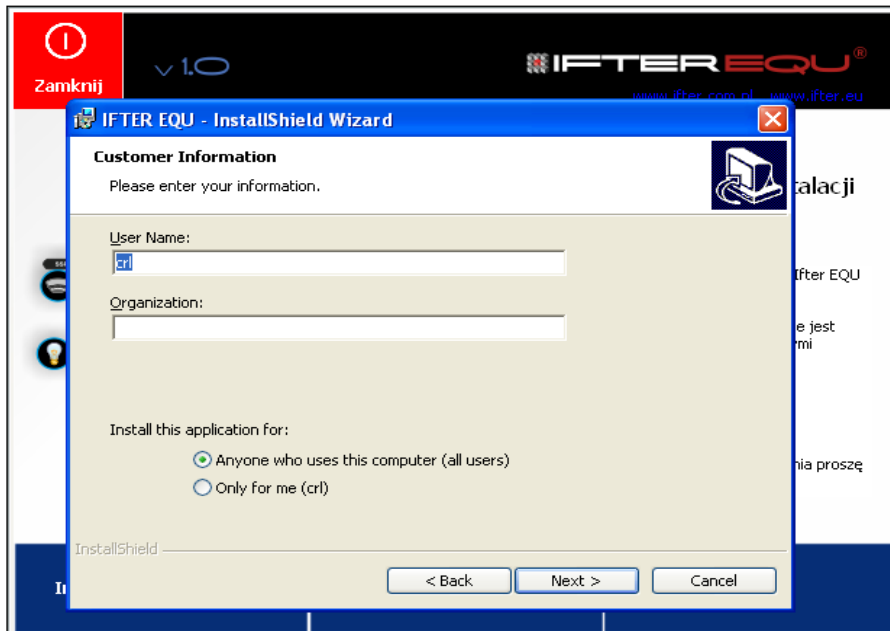 Zamknij
v 1.0
IFTER EQU®
www.ifter.com.pl www.ifter.eu
IFTER EQU - InstallShield Wizard
Customer Information
Please enter your information.
talacji
User Name:
crl
Ifter EQU
Organization:
e jest
Install this application for:
Anyone who uses this computer (all users)
nia proszę
Only for me (crl)
InstallShield
< Back
Next >
Cancel